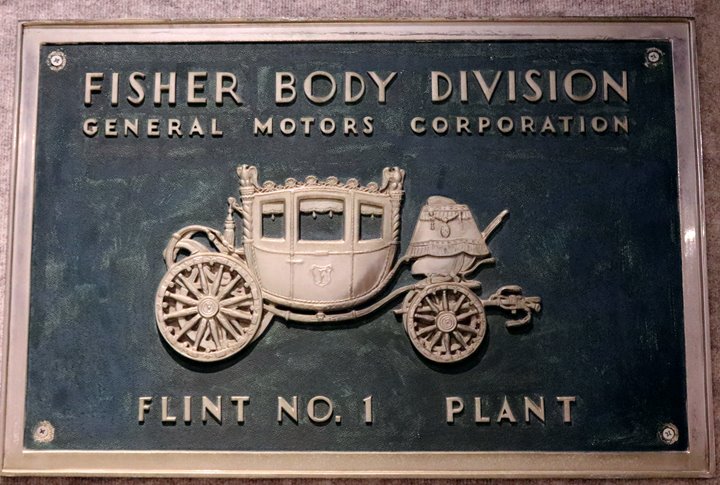 FISHER BODY DIVISION
GENERAL MOTORS CORPORATION
FLINT NO. 1 PLANT